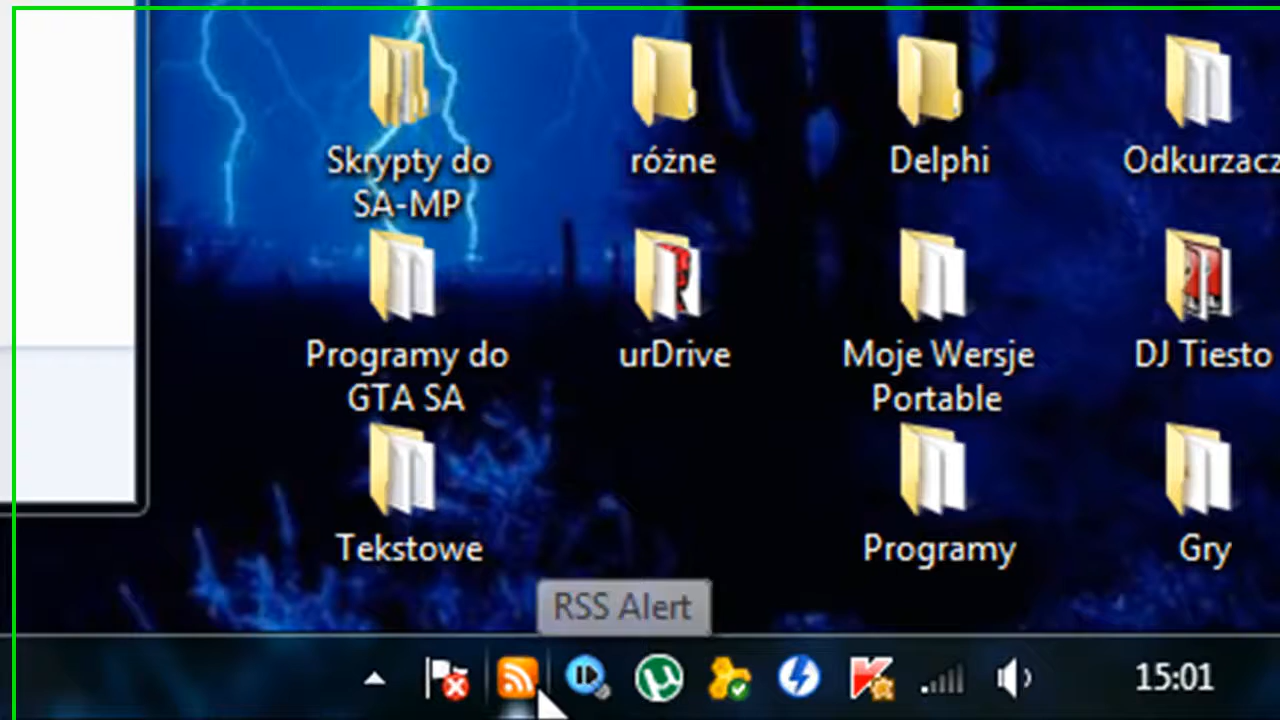 Skrypty do
SA-MP
różne
Delphi
Odkurzacz
Programy do
GTA SA
urDrive
Moje Wersje
Portable
DJ Tiesto
Tekstowe
Programy
Gry
RSS Alert
15:01